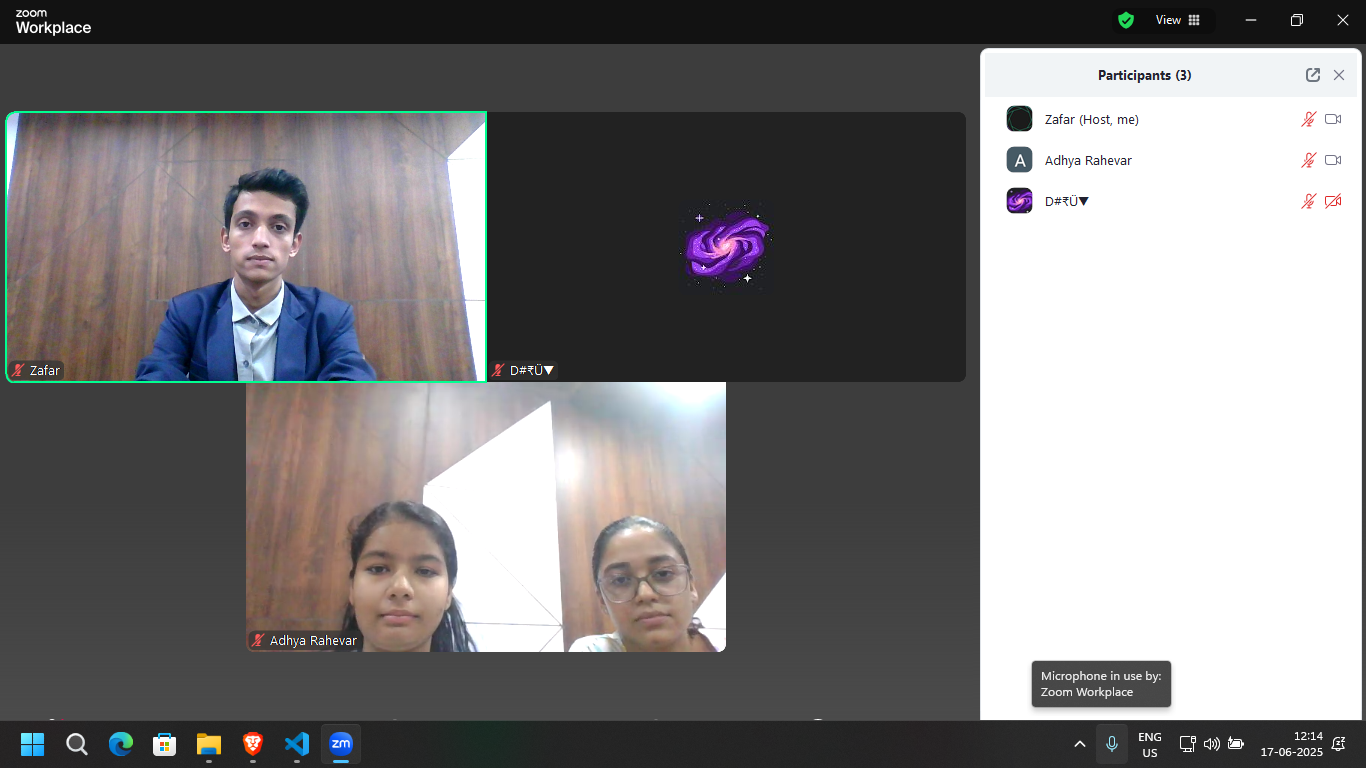 zoom
Workplace
View
Participants (3)
Zafar (Host, me)
A
Adhya Rahevar
D#₹Ü▼
Zafar
D#₹Ü▼
Adhya Rahevar
Microphone in use by:
Zoom Workplace
zm
ENG
US
12:14
17-06-2025